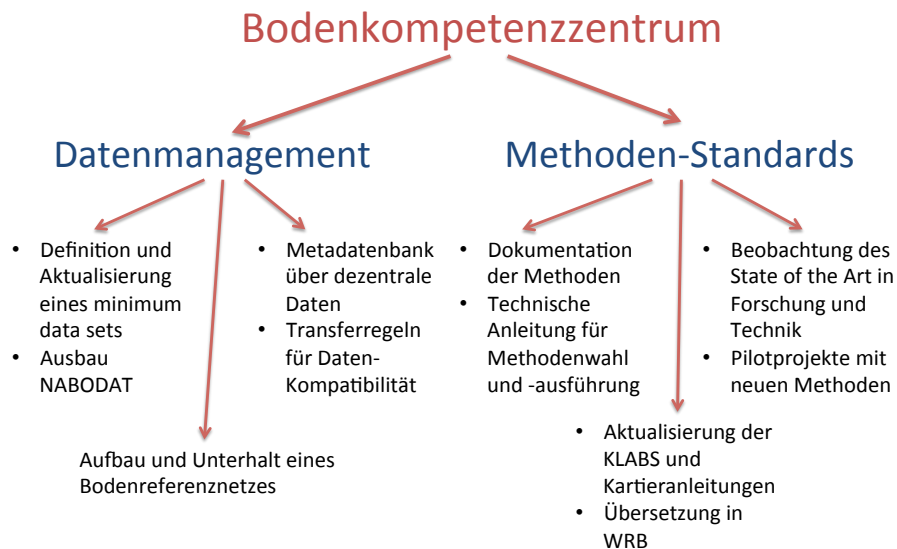 Bodenkompetenzzentrum
Datenmanagement
Methoden-Standards
• Definition und
Aktualisierung
eines minimum
data sets
• Ausbau
NABODAT
• Metadatenbank
über dezentrale
Daten
• Transferregeln
für Daten-
Kompatibilität
Aufbau und Unterhalt eines
Bodenreferenznetzes
• Dokumentation
der Methoden
• Technische
Anleitung für
Methodenwahl
und -ausführung
• Beobachtung des
State of the Art in
Forschung und
Technik
• Pilotprojekte mit
neuen Methoden
• Aktualisierung der
KLABS und
Kartieranleitungen
• Übersetzung in
WRB